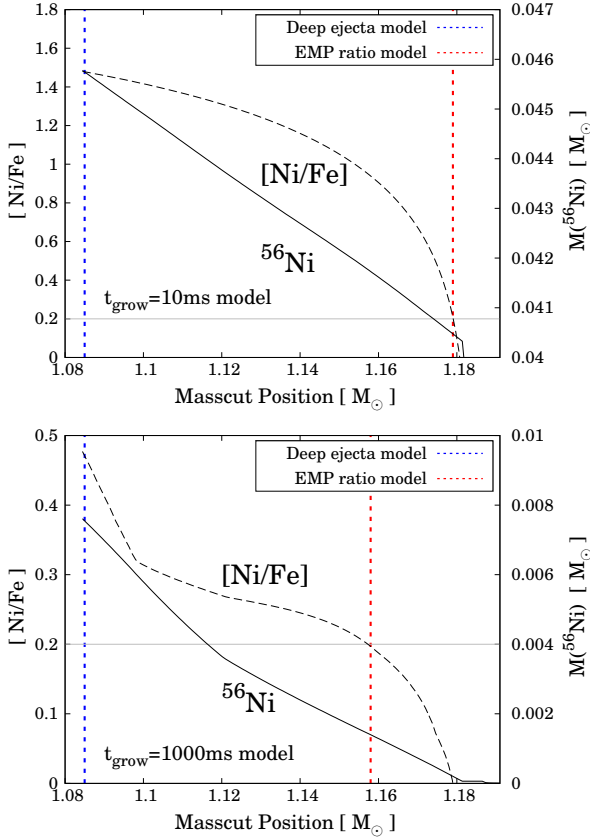 1.8
1.6
1.4
1.2
1
0.8
0.6
0.4
0.2
0
[ Ni/Fe]
0.047
0.046
0.045
0.044
0.043
0.042
0.041
0.04
M(⁵⁶Ni) [ M☉ ]
Deep ejecta model
EMP ratio model
[Ni/Fe]
⁵⁶Ni
t_grow=10ms model
1.08 1.1 1.12 1.14 1.16 1.18
Masscut Position [ M☉ ]
0.5
0.4
0.3
0.2
0.1
0
[ Ni/Fe]
0.01
0.008
0.006
0.004
0.002
0
M(⁵⁶Ni) [ M☉ ]
Deep ejecta model
EMP ratio model
[Ni/Fe]
⁵⁶Ni
t_grow=1000ms model
1.08 1.1 1.12 1.14 1.16 1.18
Masscut Position [ M☉ ]